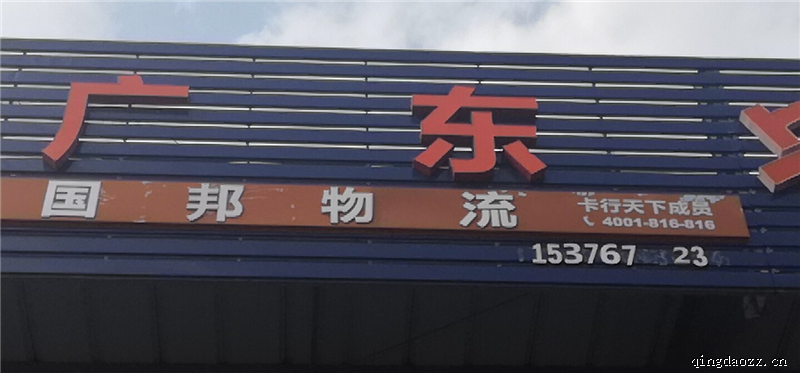 广东
国邦物流
卡行天下成员
4001-816-816
153767 23
qingdaozz.cn